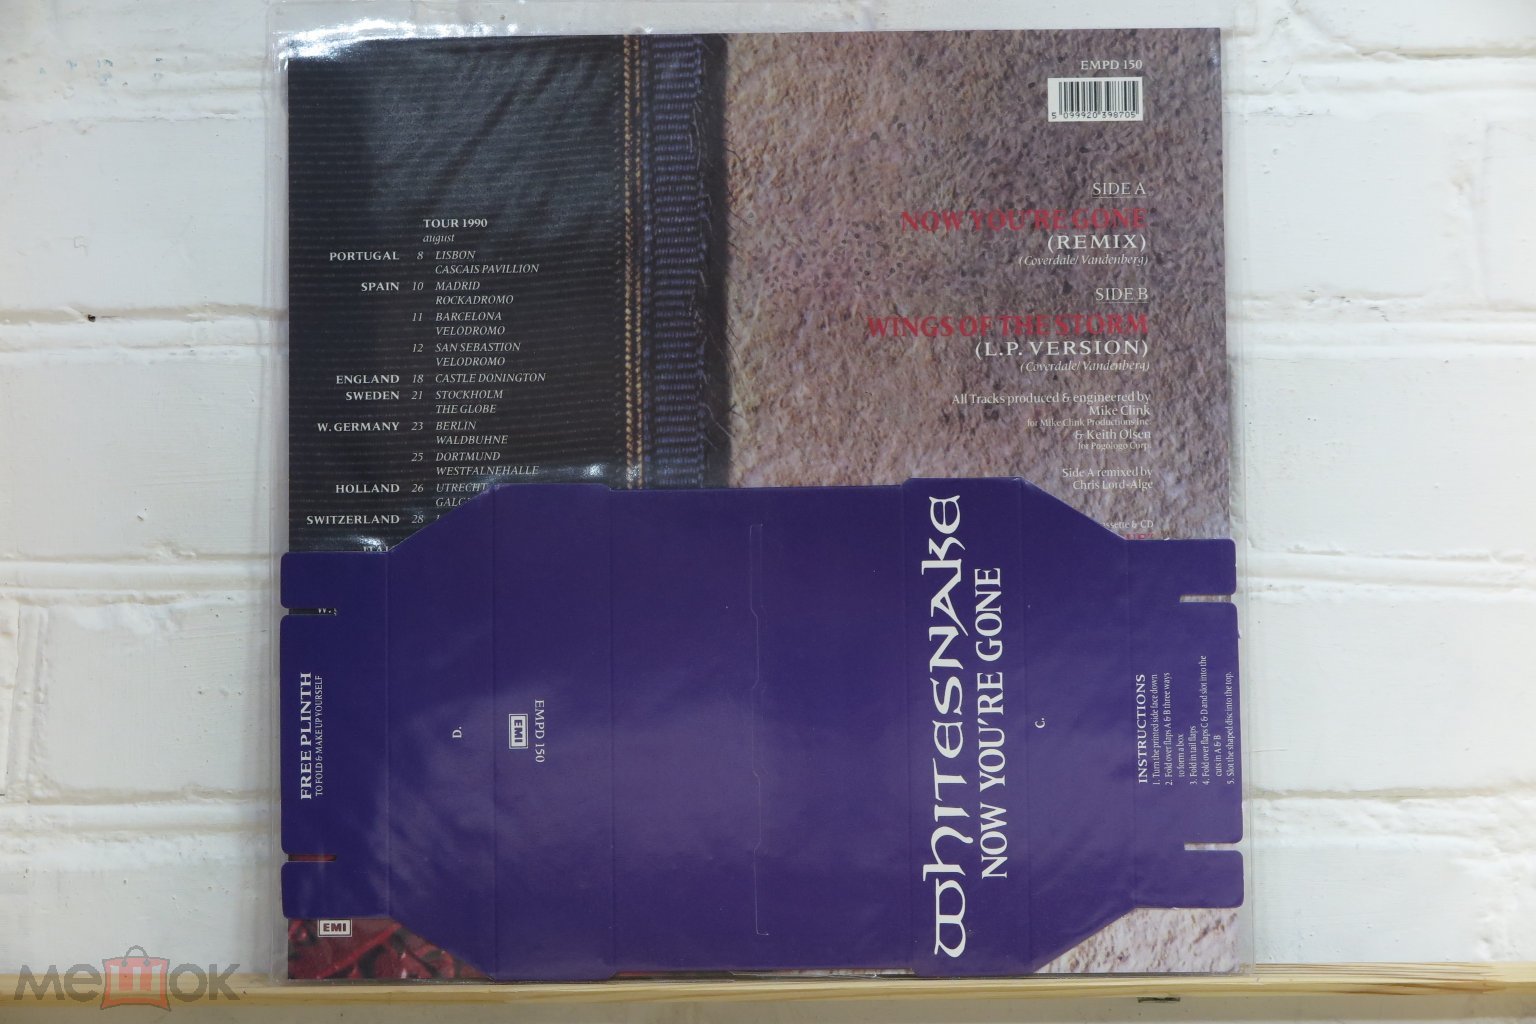 EMPD 150
5 099920 398705
SIDE A
NOW YOU'RE GONE
(REMIX)
(Coverdale/Vandenberg)
SIDE B
WINGS OF THE STORM
(L.P. VERSION)
(Coverdale/Vandenberg)
All Tracks produced & engineered by
Mike Clink
for Mike Clink Productions Inc.
& Keith Olsen
for Pogologo Corp.
Side A remixed by
Chris Lord-Alge
& CD
TOUR 1990
august
PORTUGAL 8 LISBON
CASCAIS PAVILLION
SPAIN 10 MADRID
ROCKADROMO
11 BARCELONA
VELODROMO
12 SAN SEBASTION
VELODROMO
ENGLAND 18 CASTLE DONINGTON
SWEDEN 21 STOCKHOLM
THE GLOBE
W. GERMANY 23 BERLIN
WALDBUHNE
25 DORTMUND
WESTFALNEHALLE
HOLLAND 26 UTRECHT
SWITZERLAND 28
FREE PLINTH
TO FOLD & MAKE UP YOURSELF
D.
EMI
EMPD 150
WHITESNAKE
NOW YOU'RE GONE
C.
INSTRUCTIONS
1. Turn the printed side face down
2. Fold over flaps A & B three ways
to form a box
3. Fold in tail flaps
4. Fold over flaps C & D and slot into the
cuts in A & B
5. Slot the shaped disc into the top.
EMI
МЕШОК